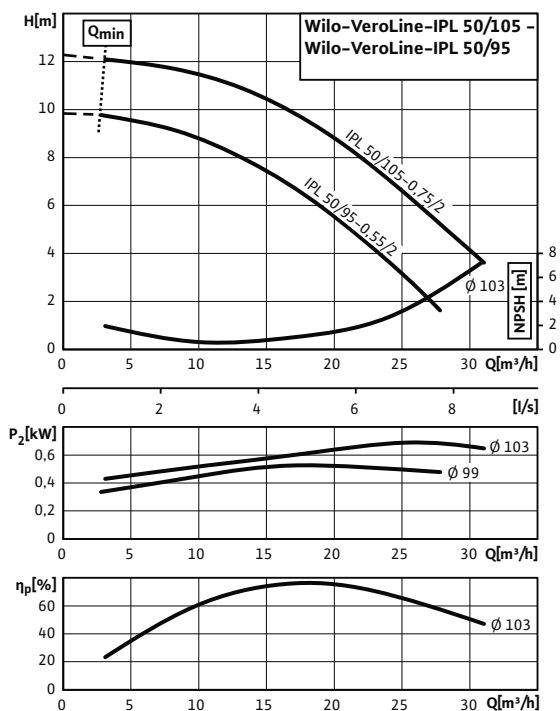 H[m]
Qmin
Wilo-VeroLine-IPL 50/105 -
Wilo-VeroLine-IPL 50/95
12
10
8
6
4
2
0
IPL 50/105-0,75/2
IPL 50/95-0,55/2
Ø 103
8
6
4
2
0
NPSH [m]
0 5 10 15 20 25 30 Q[m³/h]
0 2 4 6 8 [l/s]
P₂[kW]
0,6
0,4
0,2
0
Ø 103
Ø 99
0 5 10 15 20 25 30 Q[m³/h]
ηp[%]
60
40
20
0
Ø 103
0 5 10 15 20 25 30 Q[m³/h]